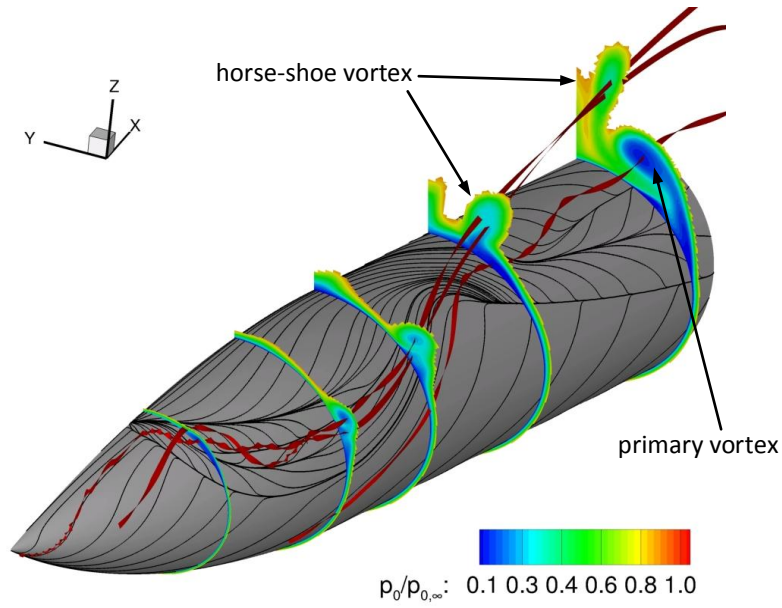 horse-shoe vortex
Z
Y
X
primary vortex
p₀/p₀,∞: 0.1 0.3 0.4 0.6 0.8 1.0